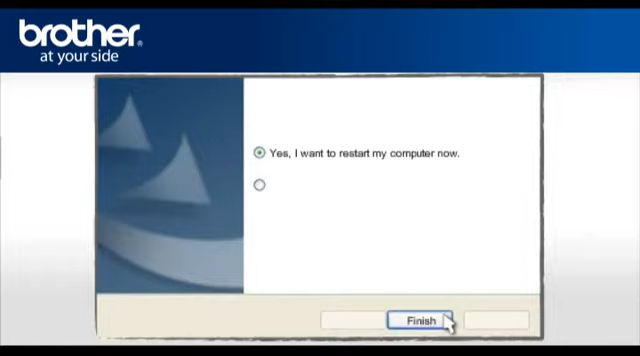 brother
at your side
Yes, I want to restart my computer now.
Finish